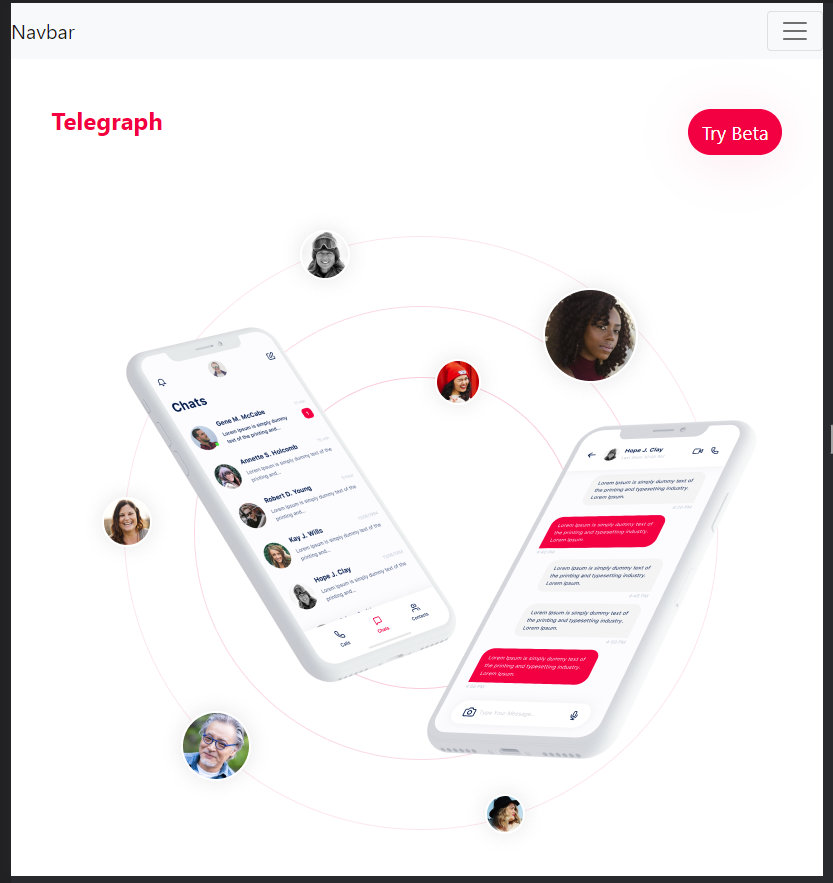 Navbar
Telegraph
Try Beta
Chats
Gene M. McCabe
Lorem Ipsum is simply dummy
text of the printing and...
Annette S. Holcomb
Lorem Ipsum is simply dummy text of the
printing and...
Robert D. Young
Lorem Ipsum is simply dummy text of the
printing and...
Kay J. Wills
Lorem Ipsum is simply dummy text of the
printing and...
Hope J. Clay
Lorem Ipsum is simply dummy text of the
printing and...
Calls
Chats
Contacts
Hope J. Clay
Lorem Ipsum is simply dummy text of
the printing and typesetting industry.
Lorem Ipsum.
Lorem Ipsum is simply dummy text of
the printing and typesetting industry.
Lorem Ipsum.
Lorem Ipsum is simply dummy text of
the printing and typesetting industry.
Lorem Ipsum.
Lorem Ipsum is simply dummy text of
the printing and typesetting industry.
Lorem Ipsum.
Lorem Ipsum is simply dummy text of
the printing and typesetting industry.
Lorem Ipsum.
Type Your Message...